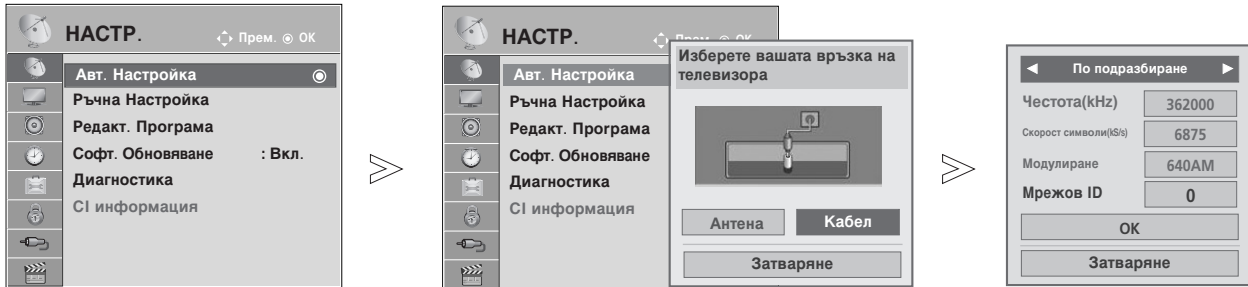 НАСТР.
Прем. OK
Авт. Настройка
Ръчна Настройка
Редакт. Програма
Софт. Обновяване : Вкл.
Диагностика
CI информация
НАСТР.
Прем. OK
Авт. Настройка
Ръчна Настройка
Редакт. Програма
Софт. Обновяване
Диагностика
CI информация
Изберете вашата връзка на
телевизора
Антена Кабел
Затваряне
По подразбиране
Честота(kHz) 362000
Скорост символи(kS/s) 6875
Модулиране 640AM
Мрежов ID 0
OK
Затваряне